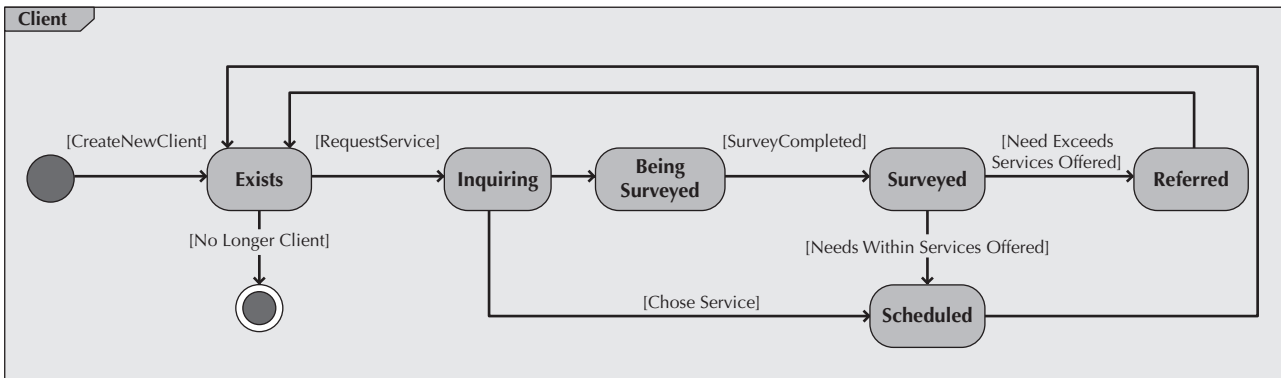 Client
[CreateNewClient]
[RequestService]
[SurveyCompleted]
[Need Exceeds
Services Offered]
Exists
Inquiring
Being
Surveyed
Surveyed
Referred
[No Longer Client]
[Needs Within Services Offered]
[Chose Service]
Scheduled